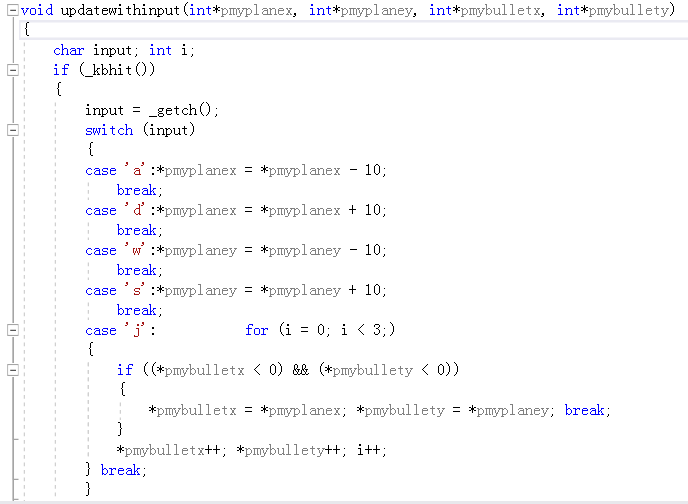 void updatewithinput(int*pmyplanex, int*pmyplaney, int*pmybulletx, int*pmybullety)
{
char input; int i;
if (_kbhit())
{
input = _getch();
switch (input)
{
case 'a':*pmyplanex = *pmyplanex - 10;
break;
case 'd':*pmyplanex = *pmyplanex + 10;
break;
case 'w':*pmyplaney = *pmyplaney - 10;
break;
case 's':*pmyplaney = *pmyplaney + 10;
break;
case 'j': for (i = 0; i < 3;)
{
if ((*pmybulletx < 0) && (*pmybullety < 0))
{
*pmybulletx = *pmyplanex; *pmybullety = *pmyplaney; break;
}
*pmybulletx++; *pmybullety++; i++;
} break;
}